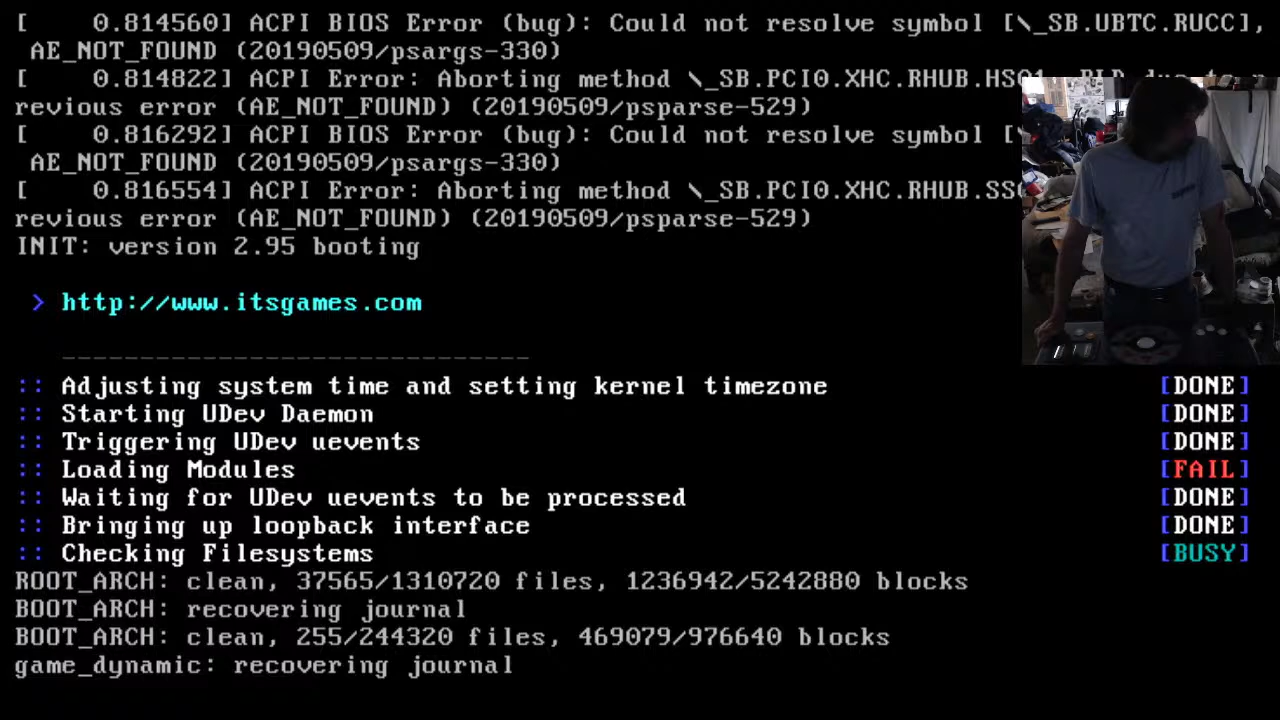 [    0.814560] ACPI BIOS Error (bug): Could not resolve symbol [\_SB.UBTC.RUCC],
AE_NOT_FOUND (20190509/psargs-330)
[    0.814822] ACPI Error: Aborting method \_SB.PCI0.XHC.RHUB.HS01._PLD due to p
revious error (AE_NOT_FOUND) (20190509/psparse-529)
[    0.816292] ACPI BIOS Error (bug): Could not resolve symbol [\
AE_NOT_FOUND (20190509/psargs-330)
[    0.816554] ACPI Error: Aborting method \_SB.PCI0.XHC.RHUB.SS0
revious error (AE_NOT_FOUND) (20190509/psparse-529)
INIT: version 2.95 booting
> http://www.itsgames.com
------------------------------
:: Adjusting system time and setting kernel timezone [DONE]
:: Starting UDev Daemon [DONE]
:: Triggering UDev uevents [DONE]
:: Loading Modules [FAIL]
:: Waiting for UDev uevents to be processed [DONE]
:: Bringing up loopback interface [DONE]
:: Checking Filesystems [BUSY]
ROOT_ARCH: clean, 37565/1310720 files, 1236942/5242880 blocks
BOOT_ARCH: recovering journal
BOOT_ARCH: clean, 255/244320 files, 469079/976640 blocks
game_dynamic: recovering journal